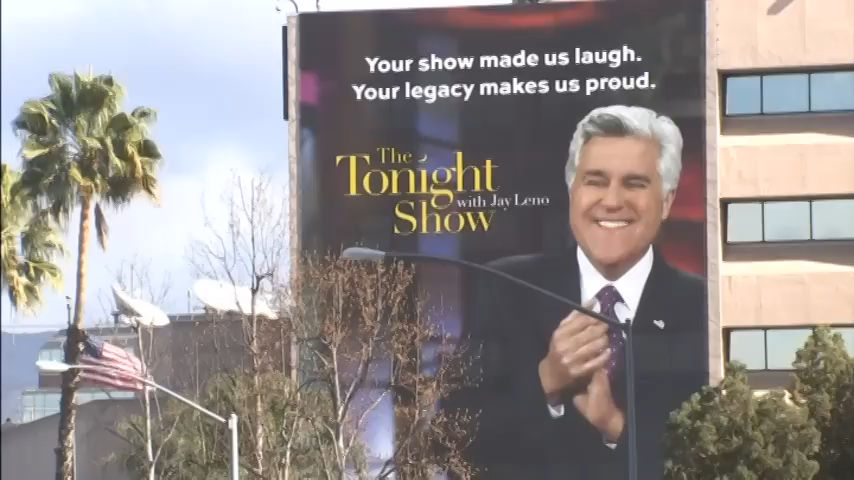 Your show made us laugh.
Your legacy makes us proud.
The
Tonight
with Jay Leno
Show